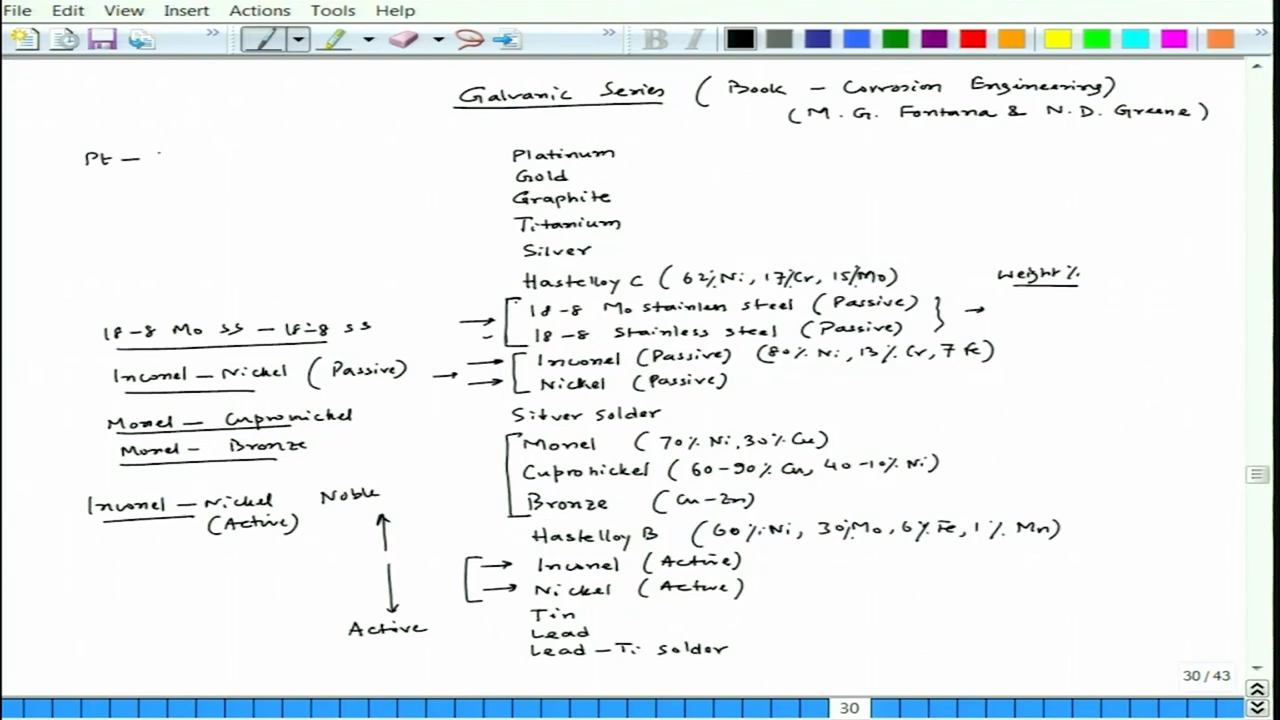 File Edit View Insert Actions Tools Help
Galvanic Series ( Book - Corrosion Engineering)
( M. G. Fontana & N. D. Greene )
Pt -
Platinum
Gold
Graphite
Titanium
Silver
Hastelloy C ( 62% Ni, 17% Cr, 15% Mo)
Weight %
18-8 Mo stainless steel (Passive)
18-8 Stainless steel (Passive)
18-8 Mo SS - 18-8 SS
Inconel (Passive) (80% Ni, 13% Cr, 7 Fe)
Inconel - Nickel (Passive)
Nickel (Passive)
Silver solder
Monel - Cupronickel
Monel - Bronze
Monel (70% Ni, 30% Cu)
Cupronickel (60-90% Cu, 40-10% Ni)
Bronze (Cu-Zn)
Inconel - Nickel
(Active)
Noble
Active
Hastelloy B (60% Ni, 30% Mo, 6% Fe, 1% Mn)
Inconel (Active)
Nickel (Active)
Tin
Lead
Lead - Ti solder
30 / 43
30